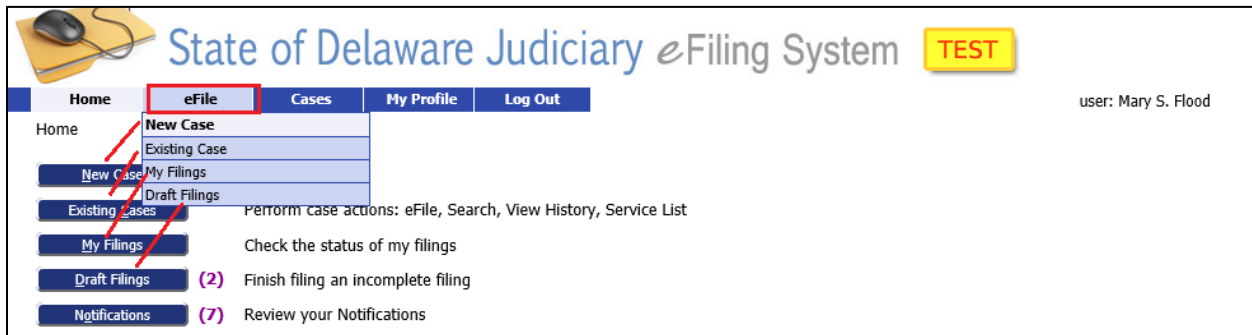 State of Delaware Judiciary eFiling System TEST
Home eFile Cases My Profile Log Out user: Mary S. Flood
Home
New Case
Existing Case
My Filings
Draft Filings
New Case
Existing Cases Perform case actions: eFile, Search, View History, Service List
My Filings Check the status of my filings
Draft Filings (2) Finish filing an incomplete filing
Notifications (7) Review your Notifications